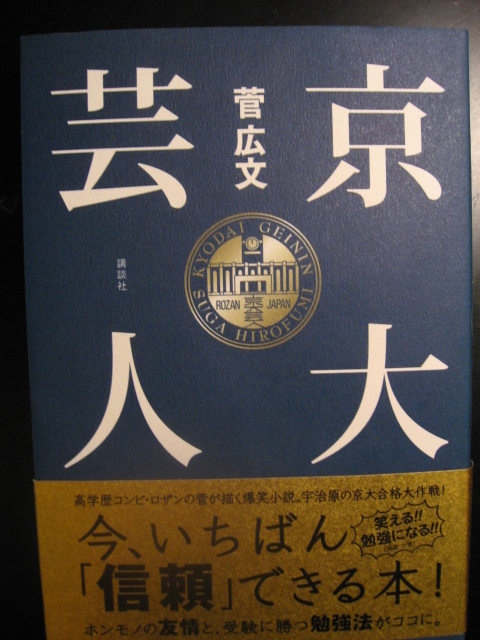 京大
芸人
菅広文
講談社
KYODAI GEININ
ROZAN JAPAN
SUGA HIROFUMI
高学歴コンビ・ロザンの菅が描く爆笑小説。宇治原の京大合格大作戦!
今、いちばん
「信頼」できる本!
笑える!!
勉強になる!!
ホンモノの友情と、受験に勝つ勉強法がココに。